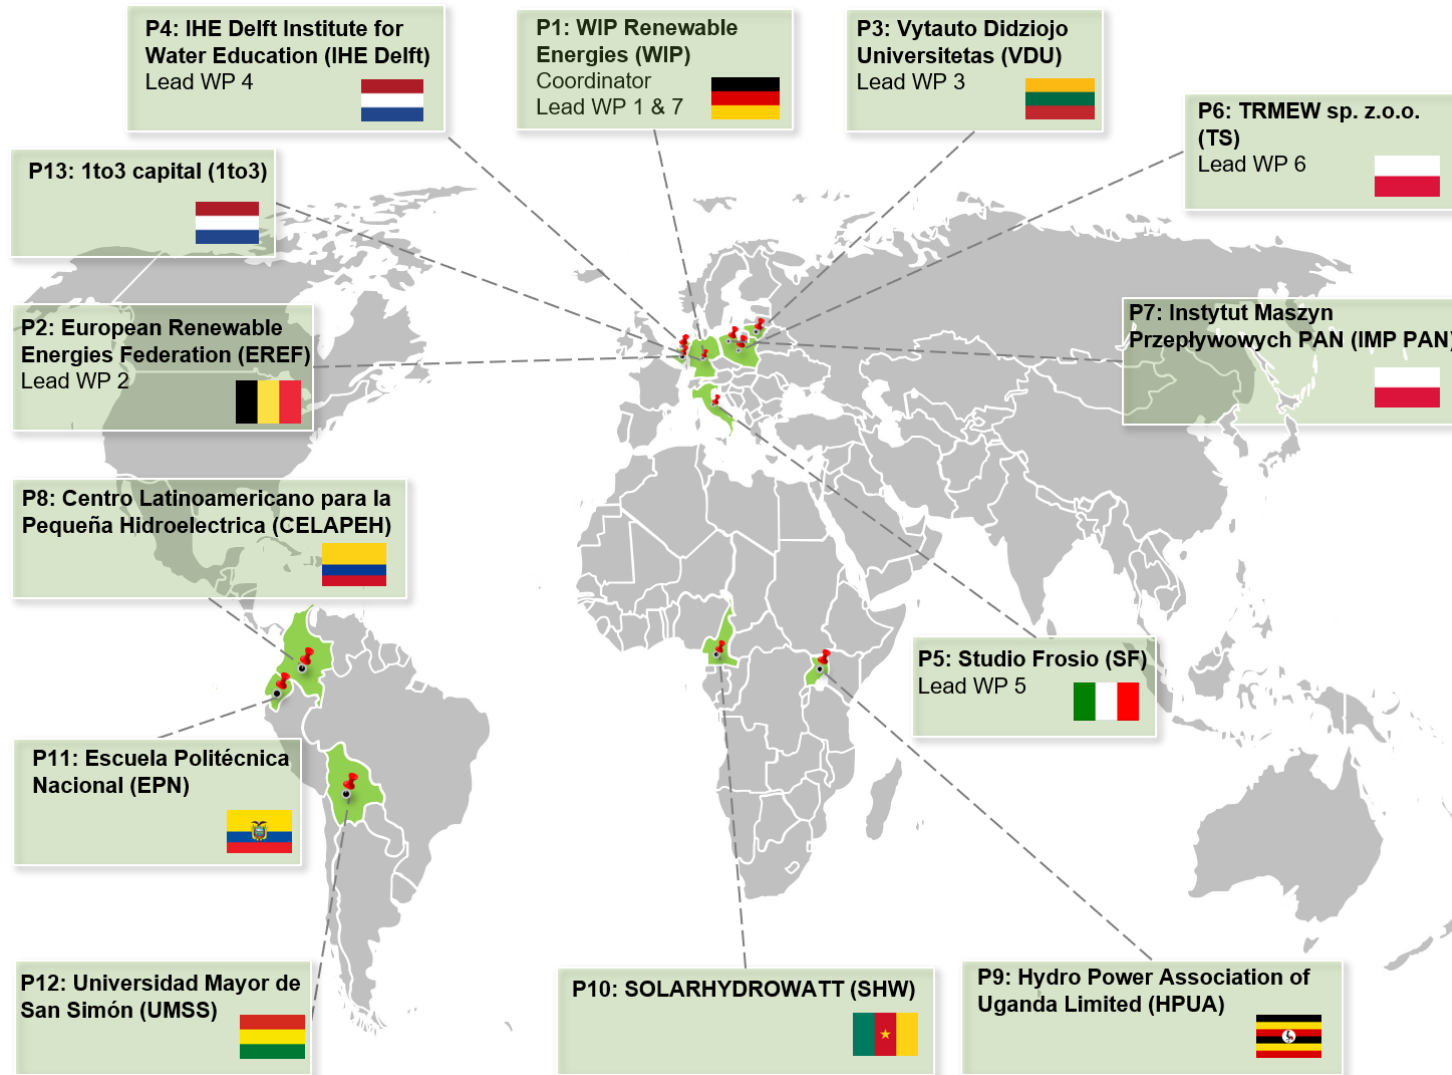 P4: IHE Delft Institute for
Water Education (IHE Delft)
Lead WP 4
P1: WIP Renewable
Energies (WIP)
Coordinator
Lead WP 1 & 7
P3: Vytauto Didziojo
Universitetas (VDU)
Lead WP 3
P6: TRMEW sp. z.o.o.
(TS)
Lead WP 6
P13: 1to3 capital (1to3)
P2: European Renewable
Energies Federation (EREF)
Lead WP 2
P7: Instytut Maszyn
Przepływowych PAN (IMP PAN)
P8: Centro Latinoamericano para la
Pequeña Hidroelectrica (CELAPEH)
P5: Studio Frosio (SF)
Lead WP 5
P11: Escuela Politécnica
Nacional (EPN)
P12: Universidad Mayor de
San Simón (UMSS)
P10: SOLARHYDROWATT (SHW)
P9: Hydro Power Association of
Uganda Limited (HPUA)